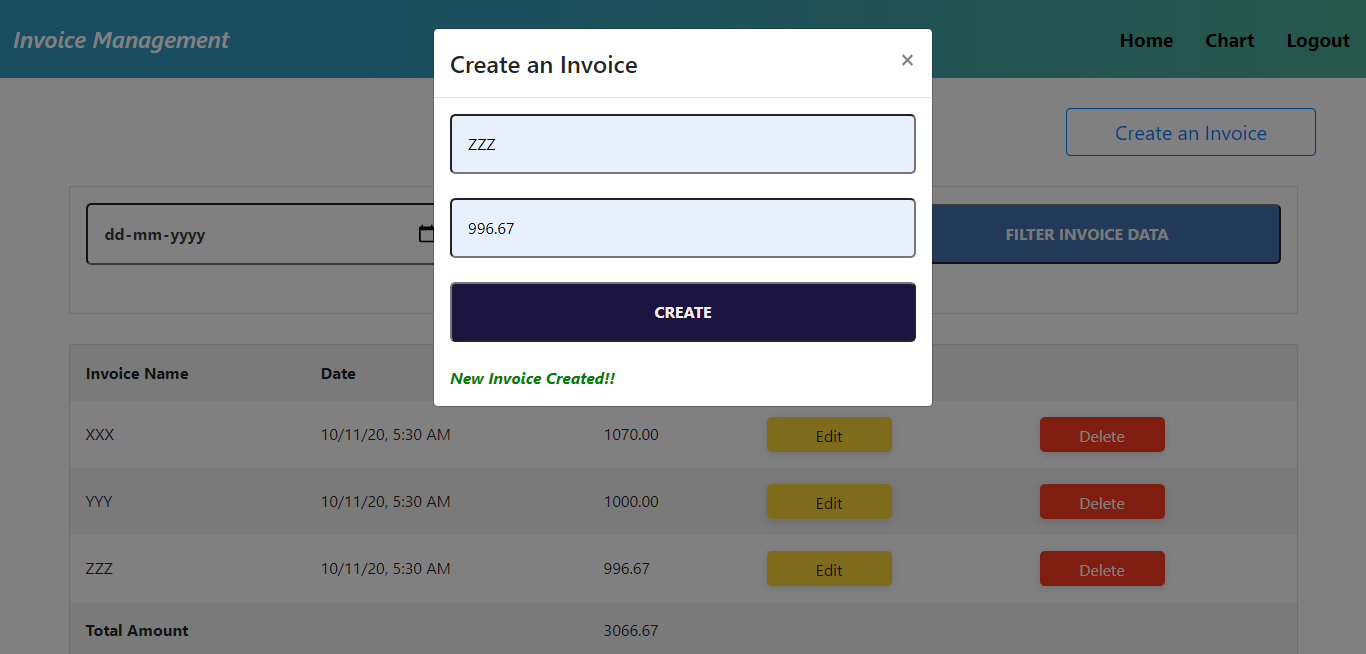 Invoice Management
Home Chart Logout
Create an Invoice ×
Create an Invoice
ZZZ
996.67
dd-mm-yyyy
FILTER INVOICE DATA
CREATE
New Invoice Created!!
Invoice Name Date
XXX 10/11/20, 5:30 AM 1070.00 Edit Delete
YYY 10/11/20, 5:30 AM 1000.00 Edit Delete
ZZZ 10/11/20, 5:30 AM 996.67 Edit Delete
Total Amount 3066.67